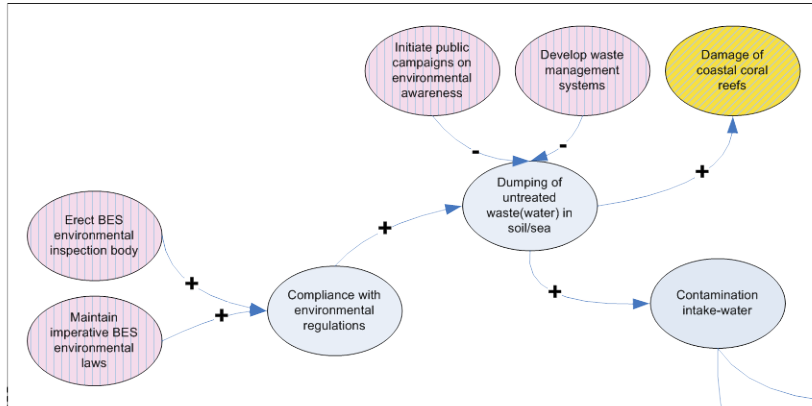 Initiate public
campaigns on
environmental
awareness
Develop waste
management
systems
Damage of
coastal coral
reefs
-
-
+
Dumping of
untreated
waste(water) in
soil/sea
Erect BES
environmental
inspection body
+
+
+
Compliance with
environmental
regulations
Maintain
imperative BES
environmental
laws
+
Contamination
intake-water